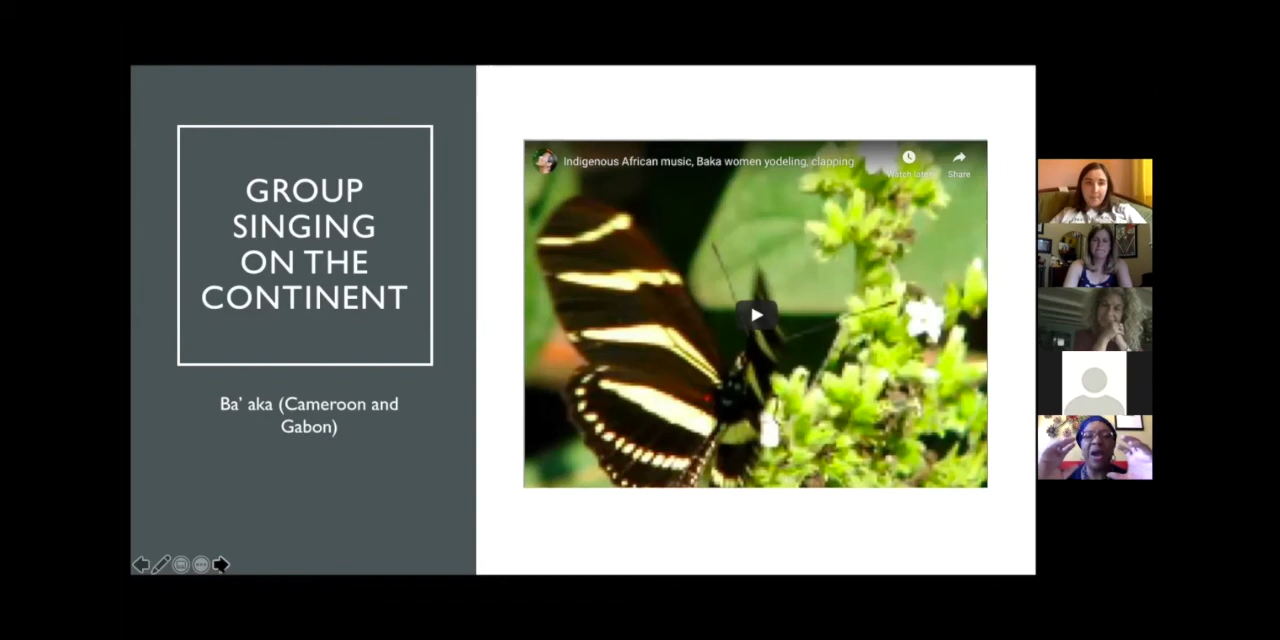 GROUP
SINGING
ON THE
CONTINENT
Ba’ aka (Cameroon and
Gabon)
Indigenous African music, Baka women yodeling, clapping
Watch later
Share